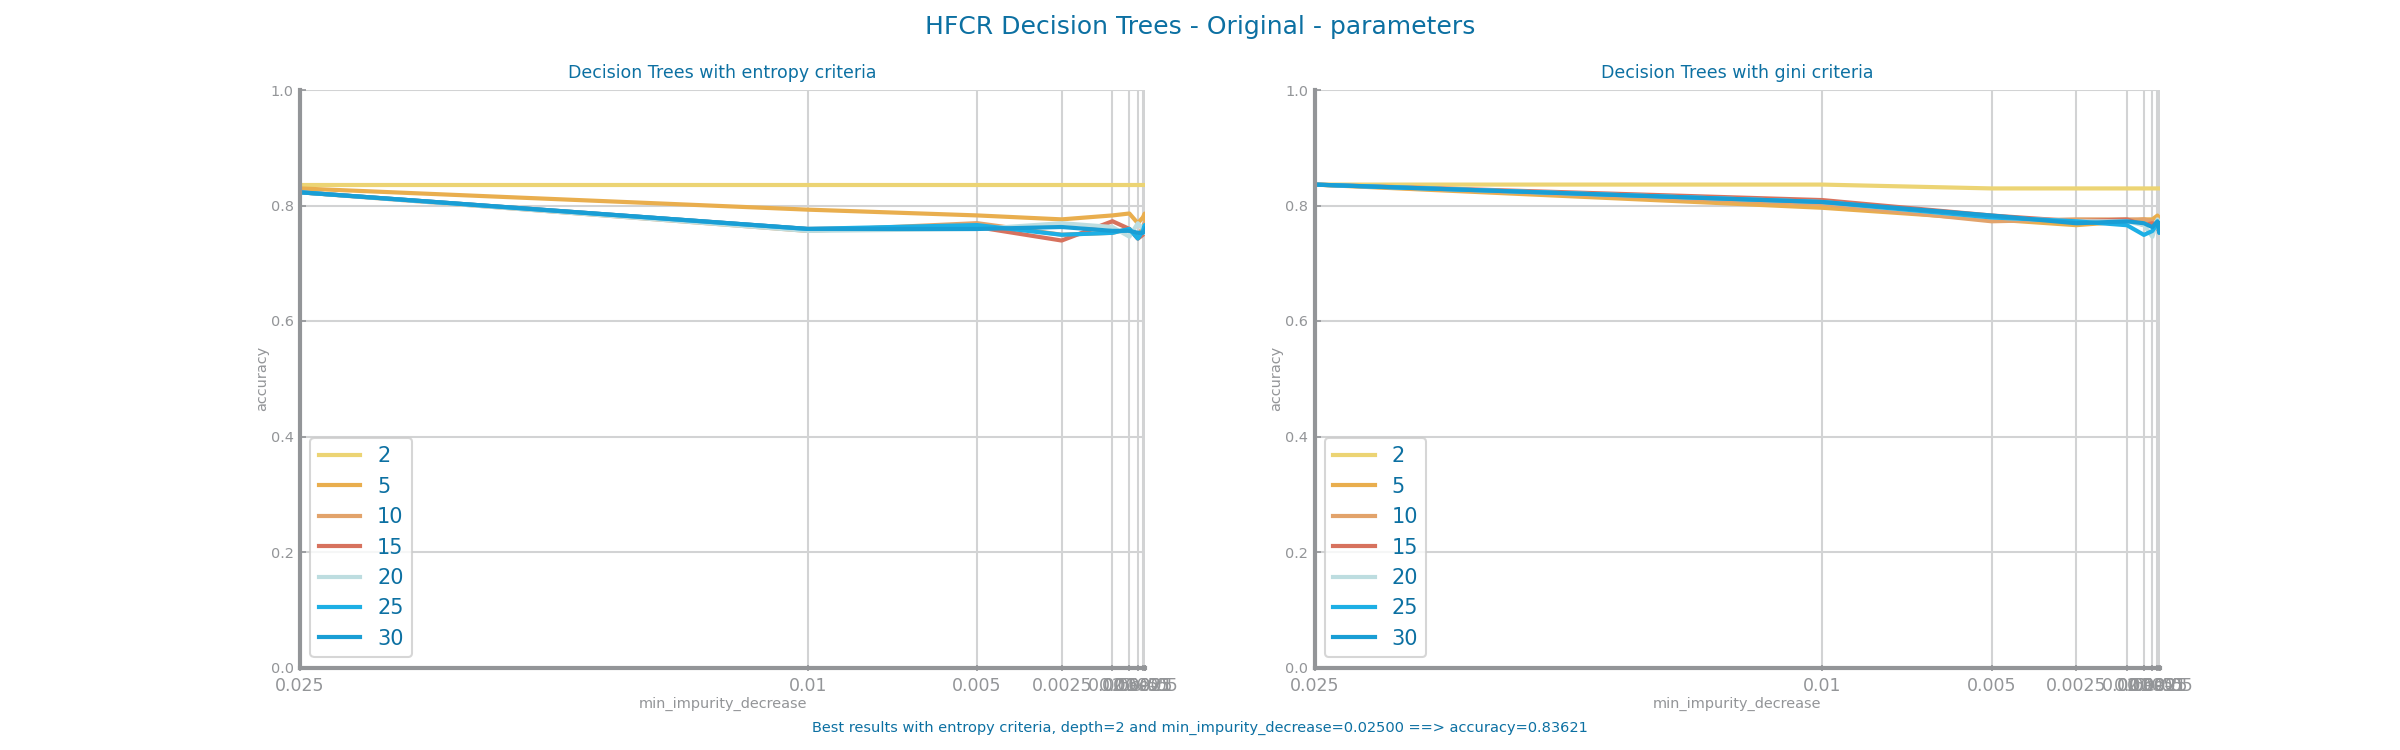 HFCR Decision Trees - Original - parameters
Decision Trees with entropy criteria
1.0
0.8
0.6
0.4
0.2
0.0
accuracy
2
5
10
15
20
25
30
0.025 0.01 0.005 0.0025
min_impurity_decrease
Decision Trees with gini criteria
1.0
0.8
0.6
0.4
0.2
0.0
accuracy
2
5
10
15
20
25
30
0.025 0.01 0.005 0.0025
min_impurity_decrease
Best results with entropy criteria, depth=2 and min_impurity_decrease=0.02500 ==> accuracy=0.83621